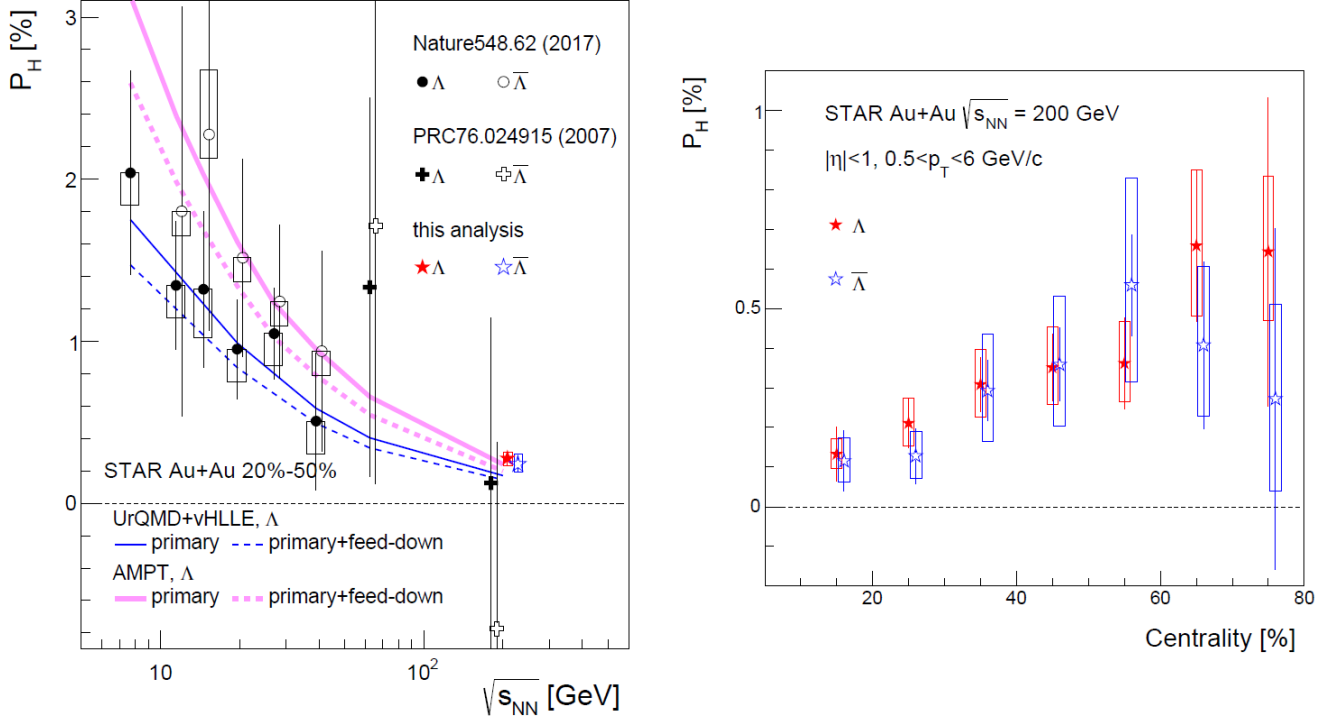 P_H [%]
3
2
1
0
Nature548.62 (2017)
Λ Λ̅
PRC76.024915 (2007)
Λ Λ̅
this analysis
Λ Λ̅
STAR Au+Au 20%-50%
UrQMD+vHLLE, Λ
primary primary+feed-down
AMPT, Λ
primary primary+feed-down
10 10²
√s_NN [GeV]
P_H [%]
1
0.5
0
STAR Au+Au √s_NN = 200 GeV
|η|<1, 0.5<p_T<6 GeV/c
Λ
Λ̅
20 40 60 80
Centrality [%]